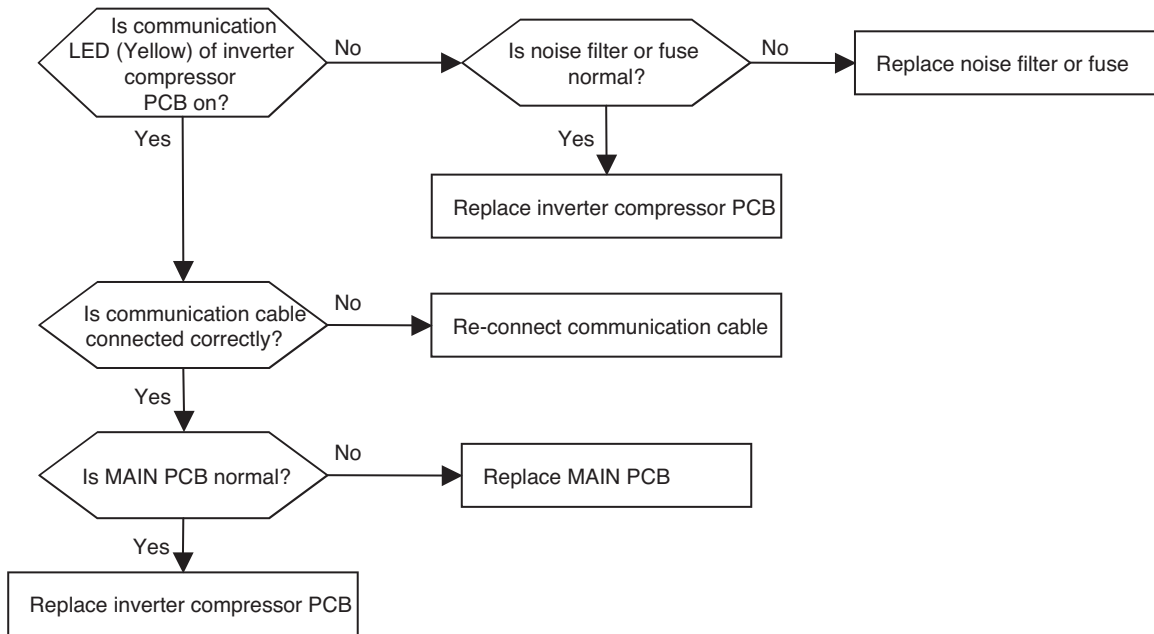 Is communication
LED (Yellow) of inverter
compressor
PCB on?
No
Is noise filter or fuse
normal?
No
Replace noise filter or fuse
Yes
Yes
Replace inverter compressor PCB
Is communication cable
connected correctly?
No
Re-connect communication cable
Yes
Is MAIN PCB normal?
No
Replace MAIN PCB
Yes
Replace inverter compressor PCB